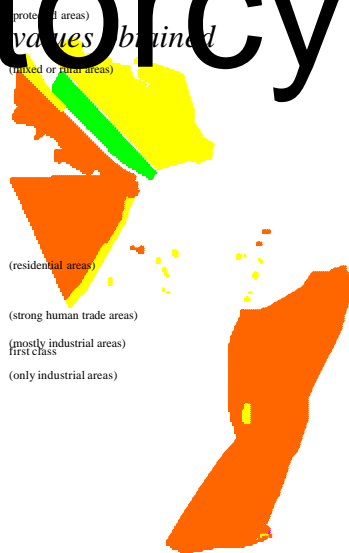 (protected areas)
values obtained
torcy
(mixed or rural areas)
(residential areas)
(strong human trade areas)
(mostly industrial areas)
first class
(only industrial areas)